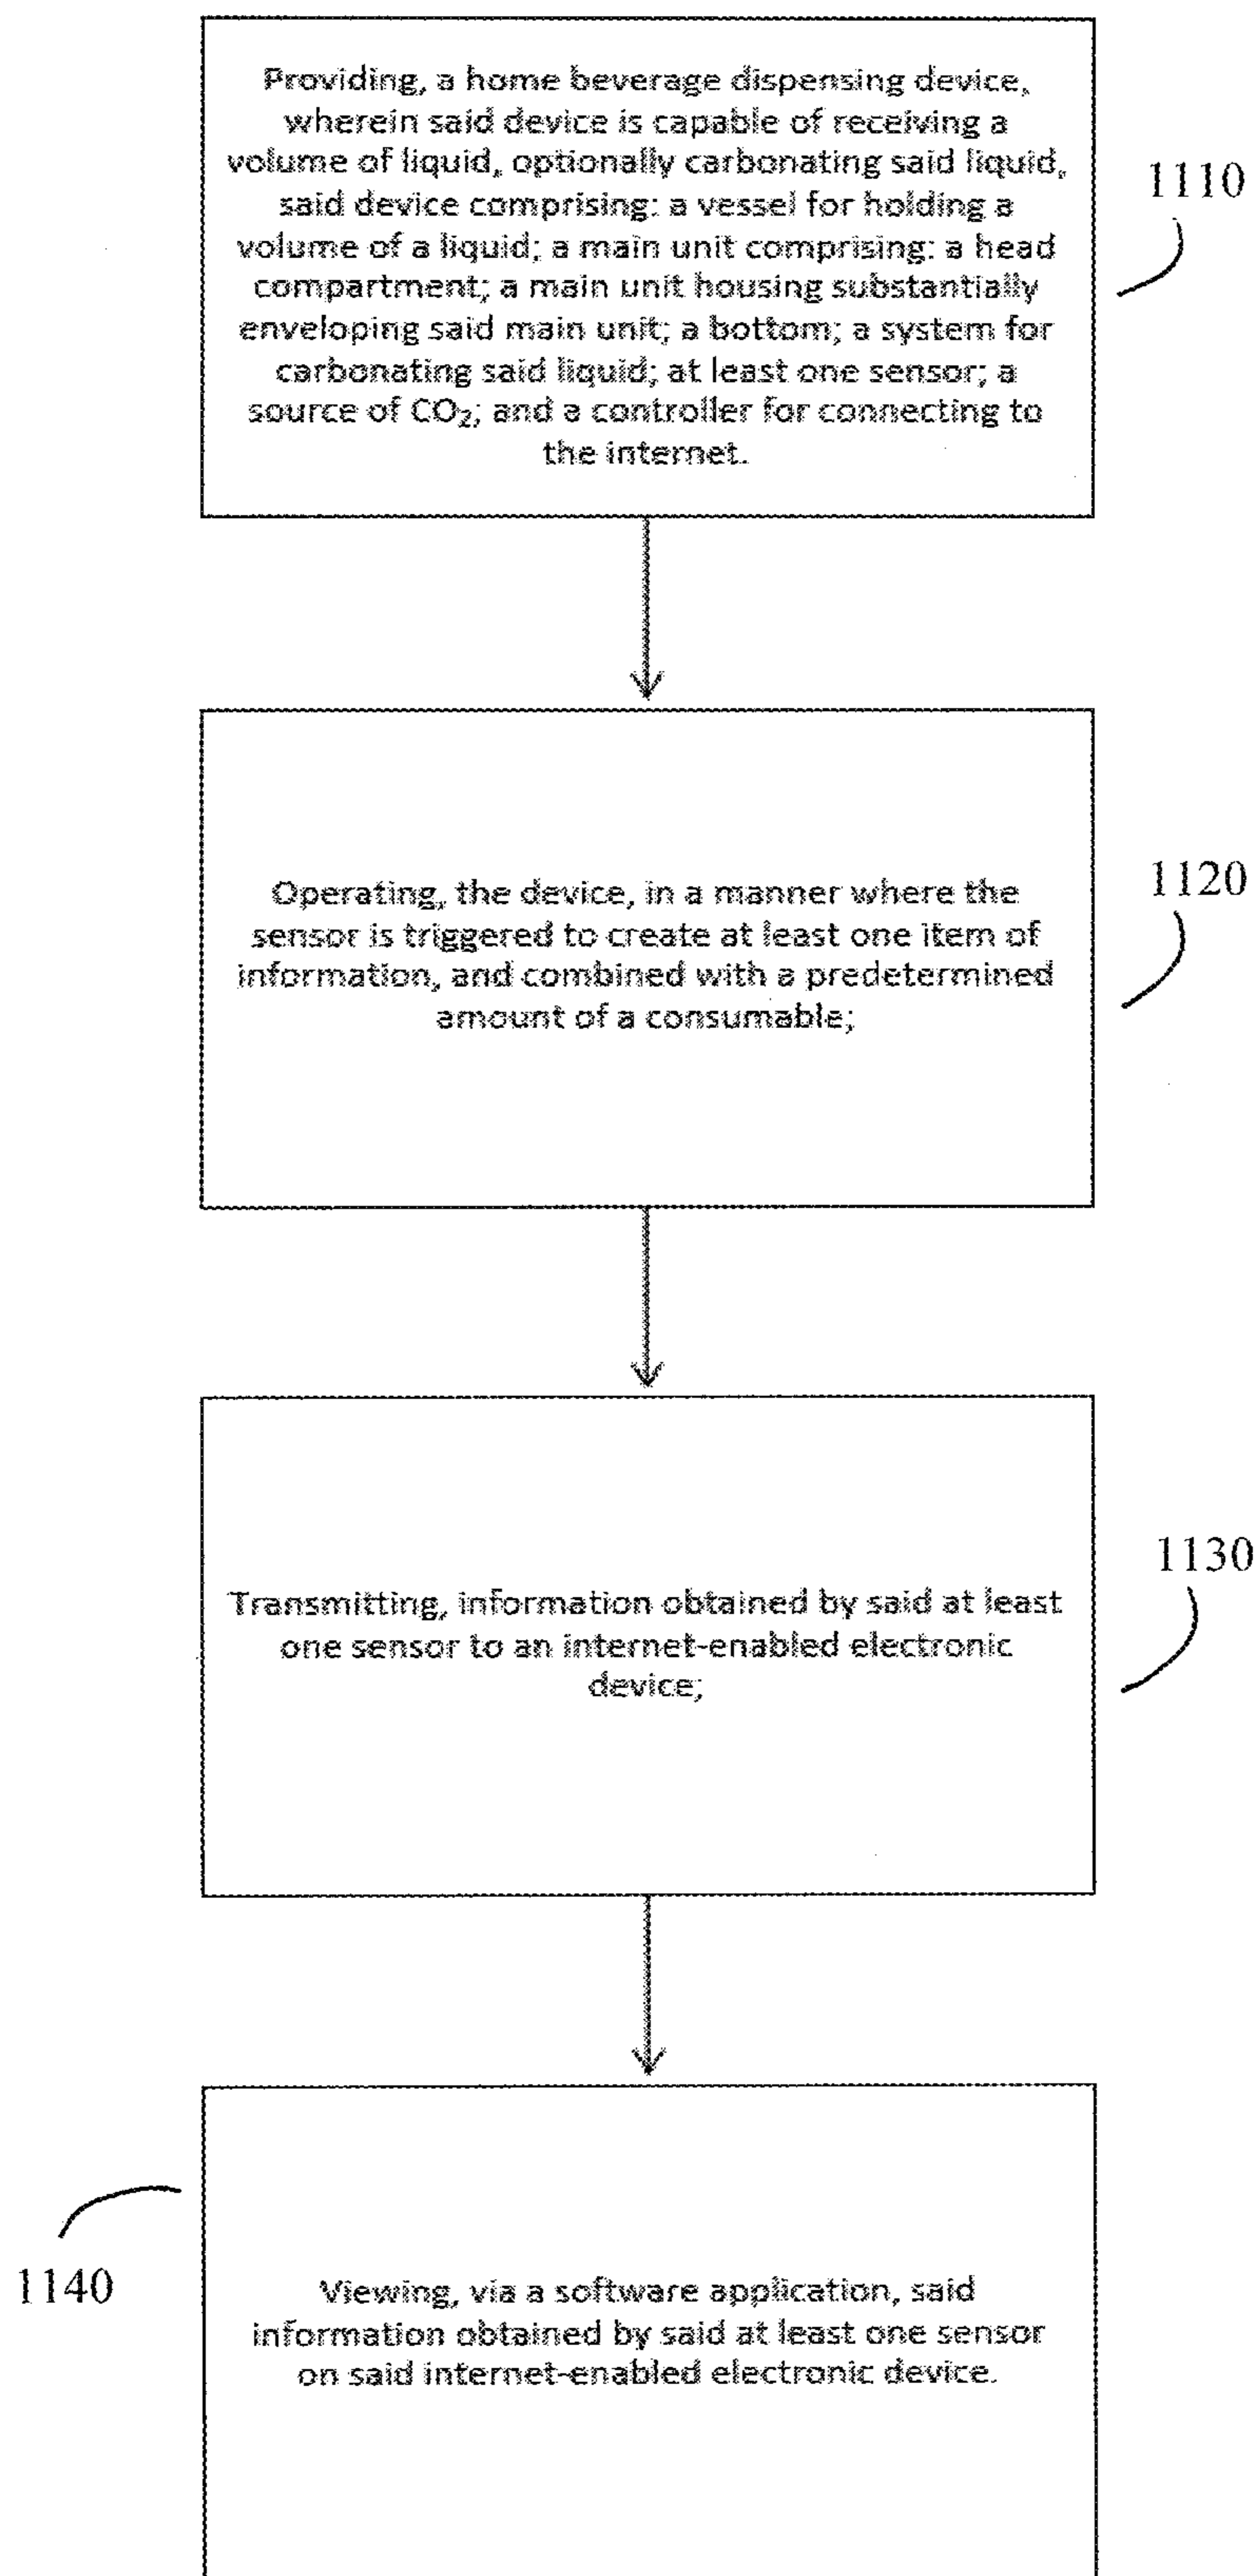 Providing, a home beverage dispensing device,
wherein said device is capable of receiving a
volume of liquid, optionally carbonating said liquid,
said device comprising: a vessel for holding a
volume of a liquid; a main unit comprising: a head
compartment; a main unit housing substantially
enveloping said main unit; a bottom; a system for
carbonating said liquid; at least one sensor; a
source of CO₂; and a controller for connecting to
the internet.
1110
Operating, the device, in a manner where the
sensor is triggered to create at least one item of
information, and combined with a predetermined
amount of a consumable;
1120
Transmitting, information obtained by said at least
one sensor to an internet-enabled electronic
device;
1130
Viewing, via a software application, said
information obtained by said at least one sensor
on said internet-enabled electronic device.
1140